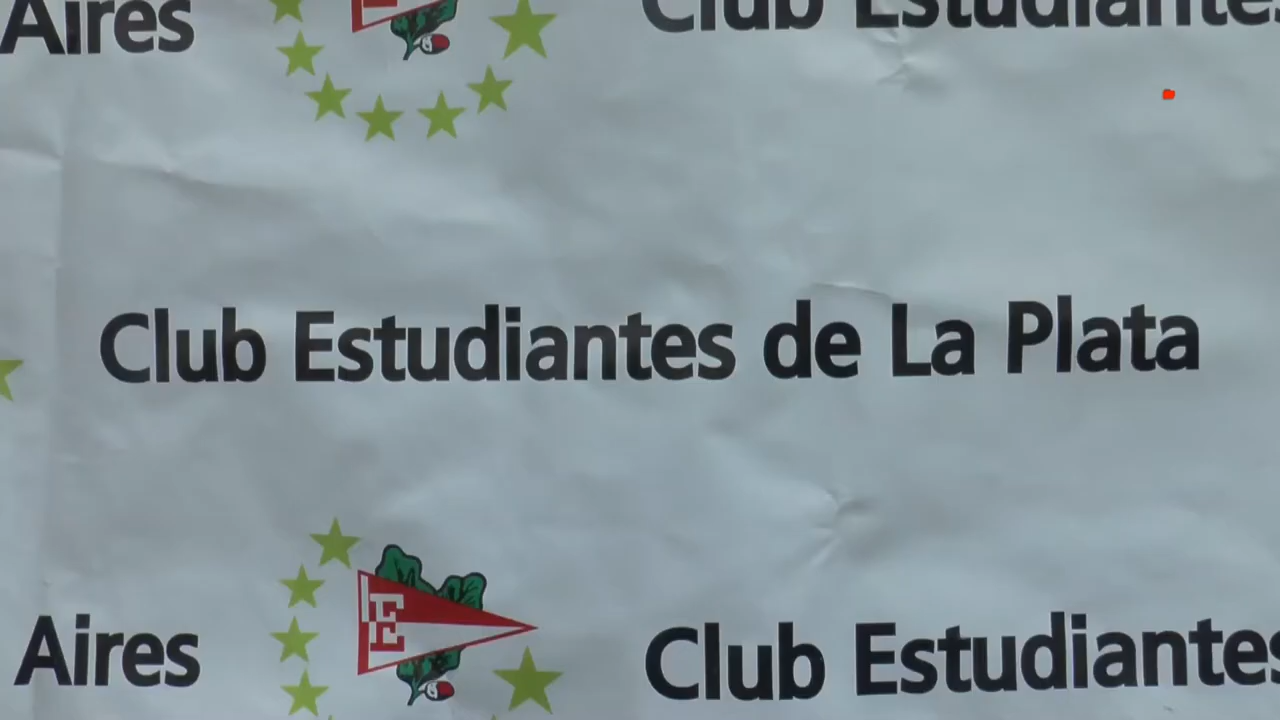 Aires
Club Estudiantes
Club Estudiantes de La Plata
E
Aires
Club Estudiantes